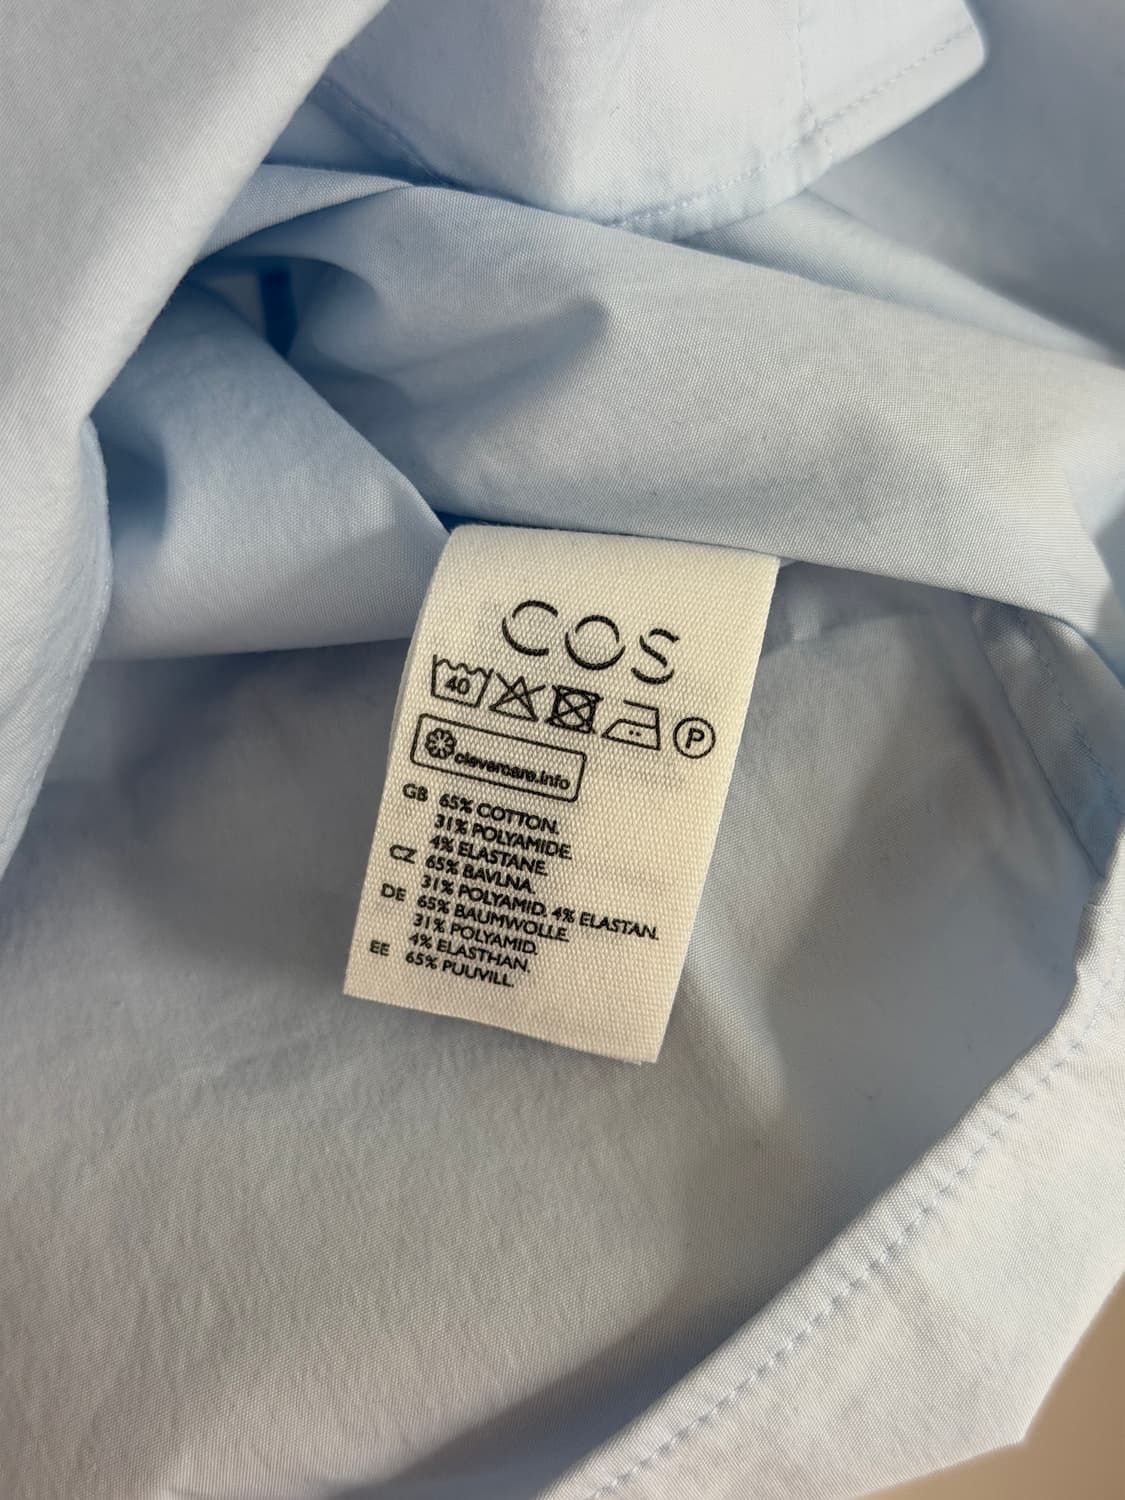 COS
40 P
clevercare.info
GB 65% COTTON.
31% POLYAMIDE.
4% ELASTANE.
CZ 65% BAVLNA.
31% POLYAMID. 4% ELASTAN.
DE 65% BAUMWOLLE.
31% POLYAMID.
4% ELASTHAN.
EE 65% PUUVILL.